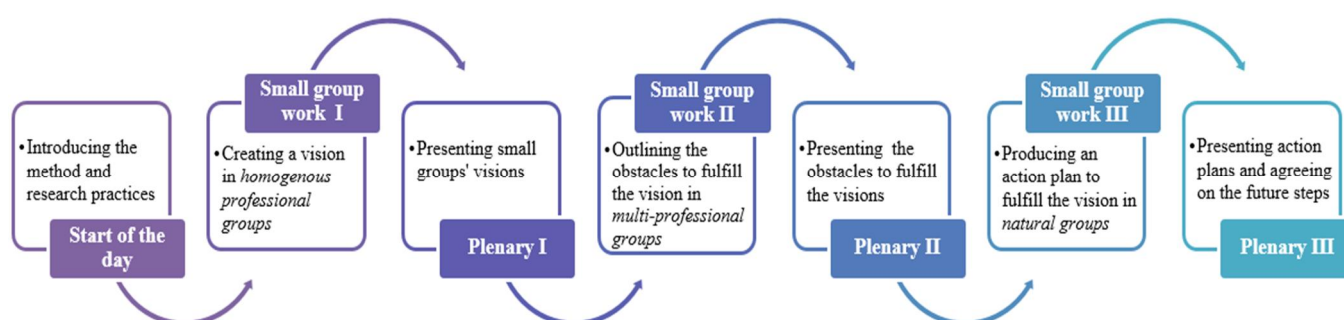 •Introducing the
method and
research practices
Start of the
day
Small group
work I
•Creating a vision
in homogenous
professional
groups
•Presenting small
groups' visions
Plenary I
Small group
work II
•Outlining the
obstacles to fulfill
the vision in
multi-professional
groups
•Presenting the
obstacles to fulfill
the visions
Plenary II
Small group
work III
•Producing an
action plan to
fulfill the vision in
natural groups
•Presenting action
plans and agreeing
on the future steps
Plenary III